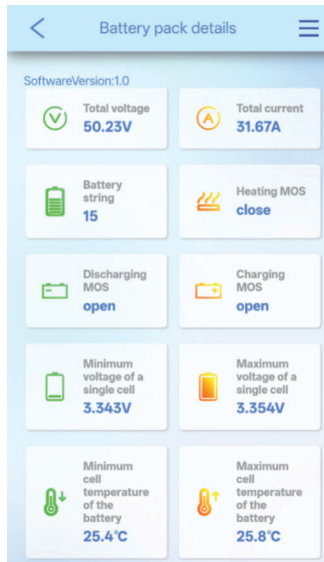 Battery pack details
SoftwareVersion:1.0
Total voltage
50.23V
Total current
31.67A
Battery
string
15
Heating MOS
close
Discharging
MOS
open
Charging
MOS
open
Minimum
voltage of a
single cell
3.343V
Maximum
voltage of a
single cell
3.354V
Minimum
cell
temperature
of the
battery
25.4°C
Maximum
cell
temperature
of the
battery
25.8°C